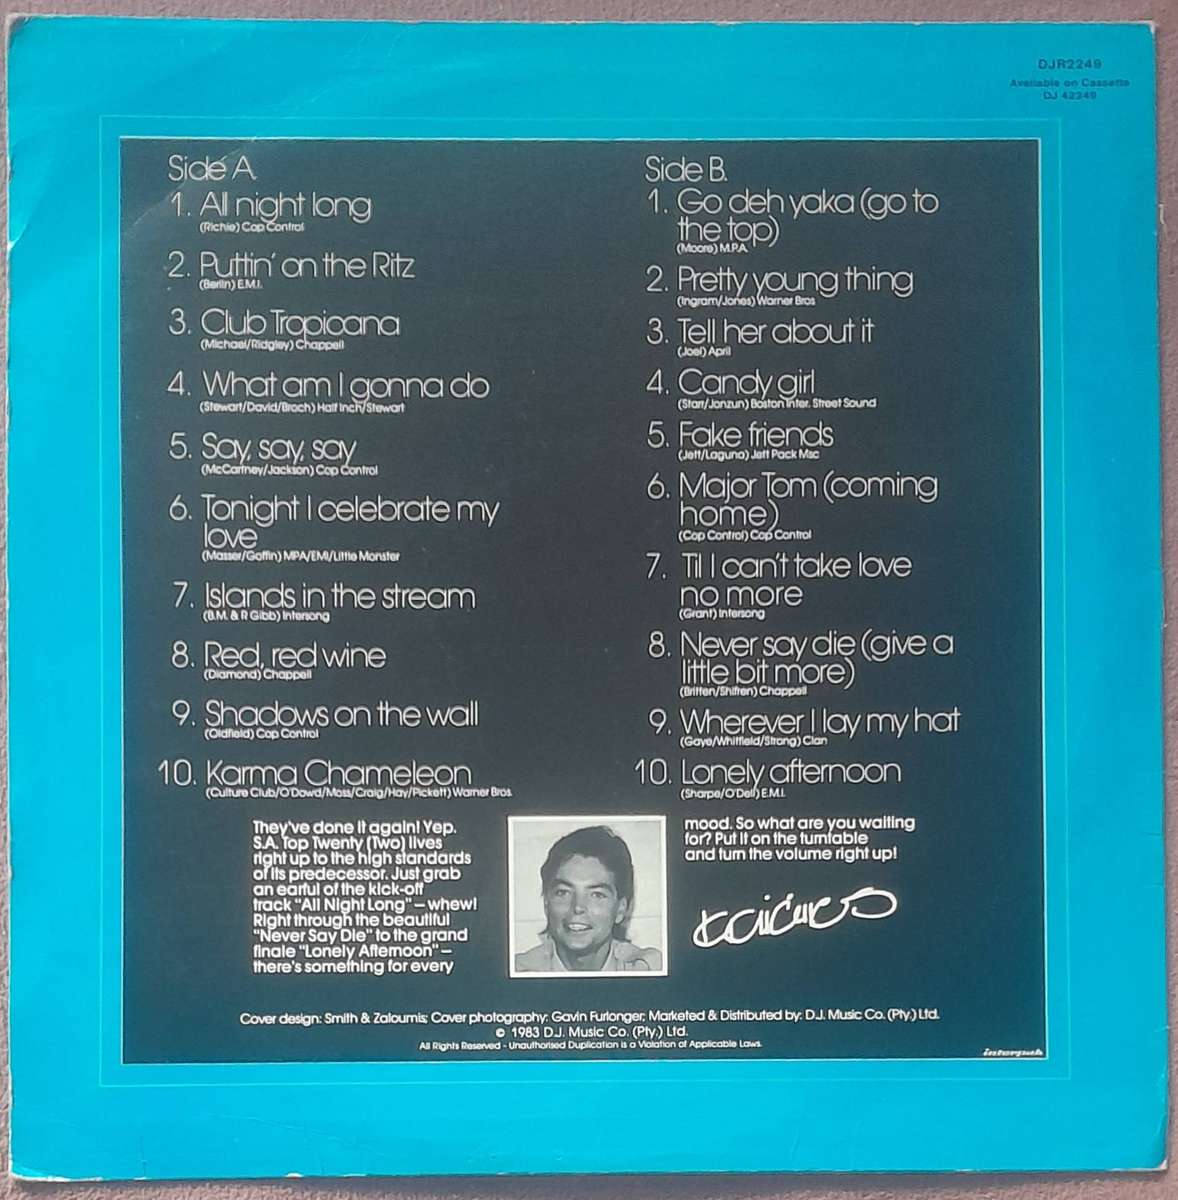 DJR2249
Available on Cassette
DJ 42249
Side A
1. All night long
(Richie) Cop Control
2. Puttin' on the Ritz
(Berlin) E.M.I.
3. Club Tropicana
(Michael/Ridgley) Chappell
4. What am I gonna do
(Stewart/David/Broch) Half Inch/Stewart
5. Say, say, say
(McCartney/Jackson) Cop Control
6. Tonight I celebrate my
love
(Masser/Goffin) MPA/EMI/Little Monster
7. Islands in the stream
(B.M. & R Gibb) Intersong
8. Red, red wine
(Diamond) Chappell
9. Shadows on the wall
(Oldfield) Cop Control
10. Karma Chameleon
(Culture Club/O'Dowd/Moss/Craig/Hay/Pickett) Warner Bros.
Side B.
1. Go deh yaka (go to
the top)
(Moore) M.P.A.
2. Pretty young thing
(Ingram/Jones) Warner Bros
3. Tell her about it
(Joel) April
4. Candy girl
(Starr/Jonzun) Boston Inter. Street Sound
5. Fake friends
(Jett/Laguna) Jett Pack Msc
6. Major Tom (coming
home)
(Cop Control) Cop Control
7. Til I can't take love
no more
(Grant) Intersong
8. Never say die (give a
little bit more)
(Britten/Shifren) Chappell
9. Wherever I lay my hat
(Gaye/Whitfield/Strong) Clan
10. Lonely afternoon
(Sharpe/O'Dell) E.M.I.
They've done it again! Yep.
S.A. Top Twenty (Two) lives
right up to the high standards
of its predecessor. Just grab
an earful of the kick-off
track "All Night Long" – whew!
Right through the beautiful
"Never Say Die" to the grand
finale "Lonely Afternoon" –
there's something for every
mood. So what are you waiting
for? Put it on the turntable
and turn the volume right up!
Cover design: Smith & Zaloumis; Cover photography: Gavin Furlonger; Marketed & Distributed by: D.J. Music Co. (Pty.) Ltd.
© 1983 D.J. Music Co. (Pty.) Ltd.
All Rights Reserved - Unauthorised Duplication is a Violation of Applicable Laws.
interpak